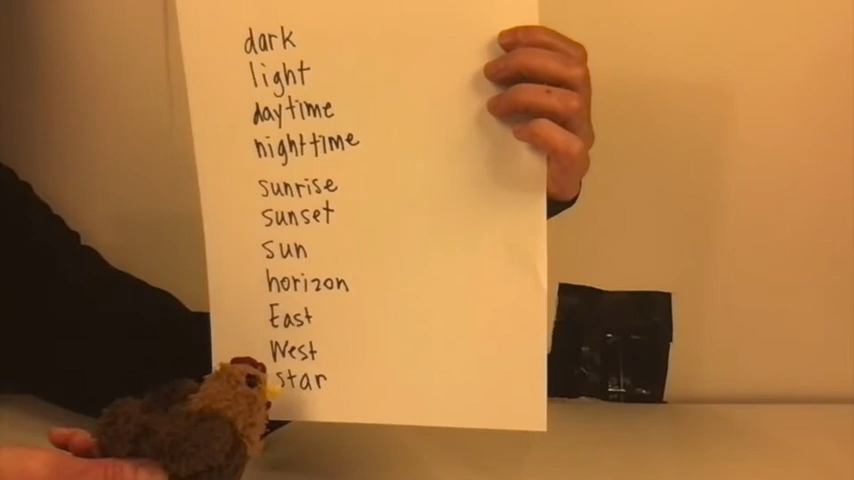 dark
light
daytime
nighttime
sunrise
sunset
sun
horizon
East
West
star